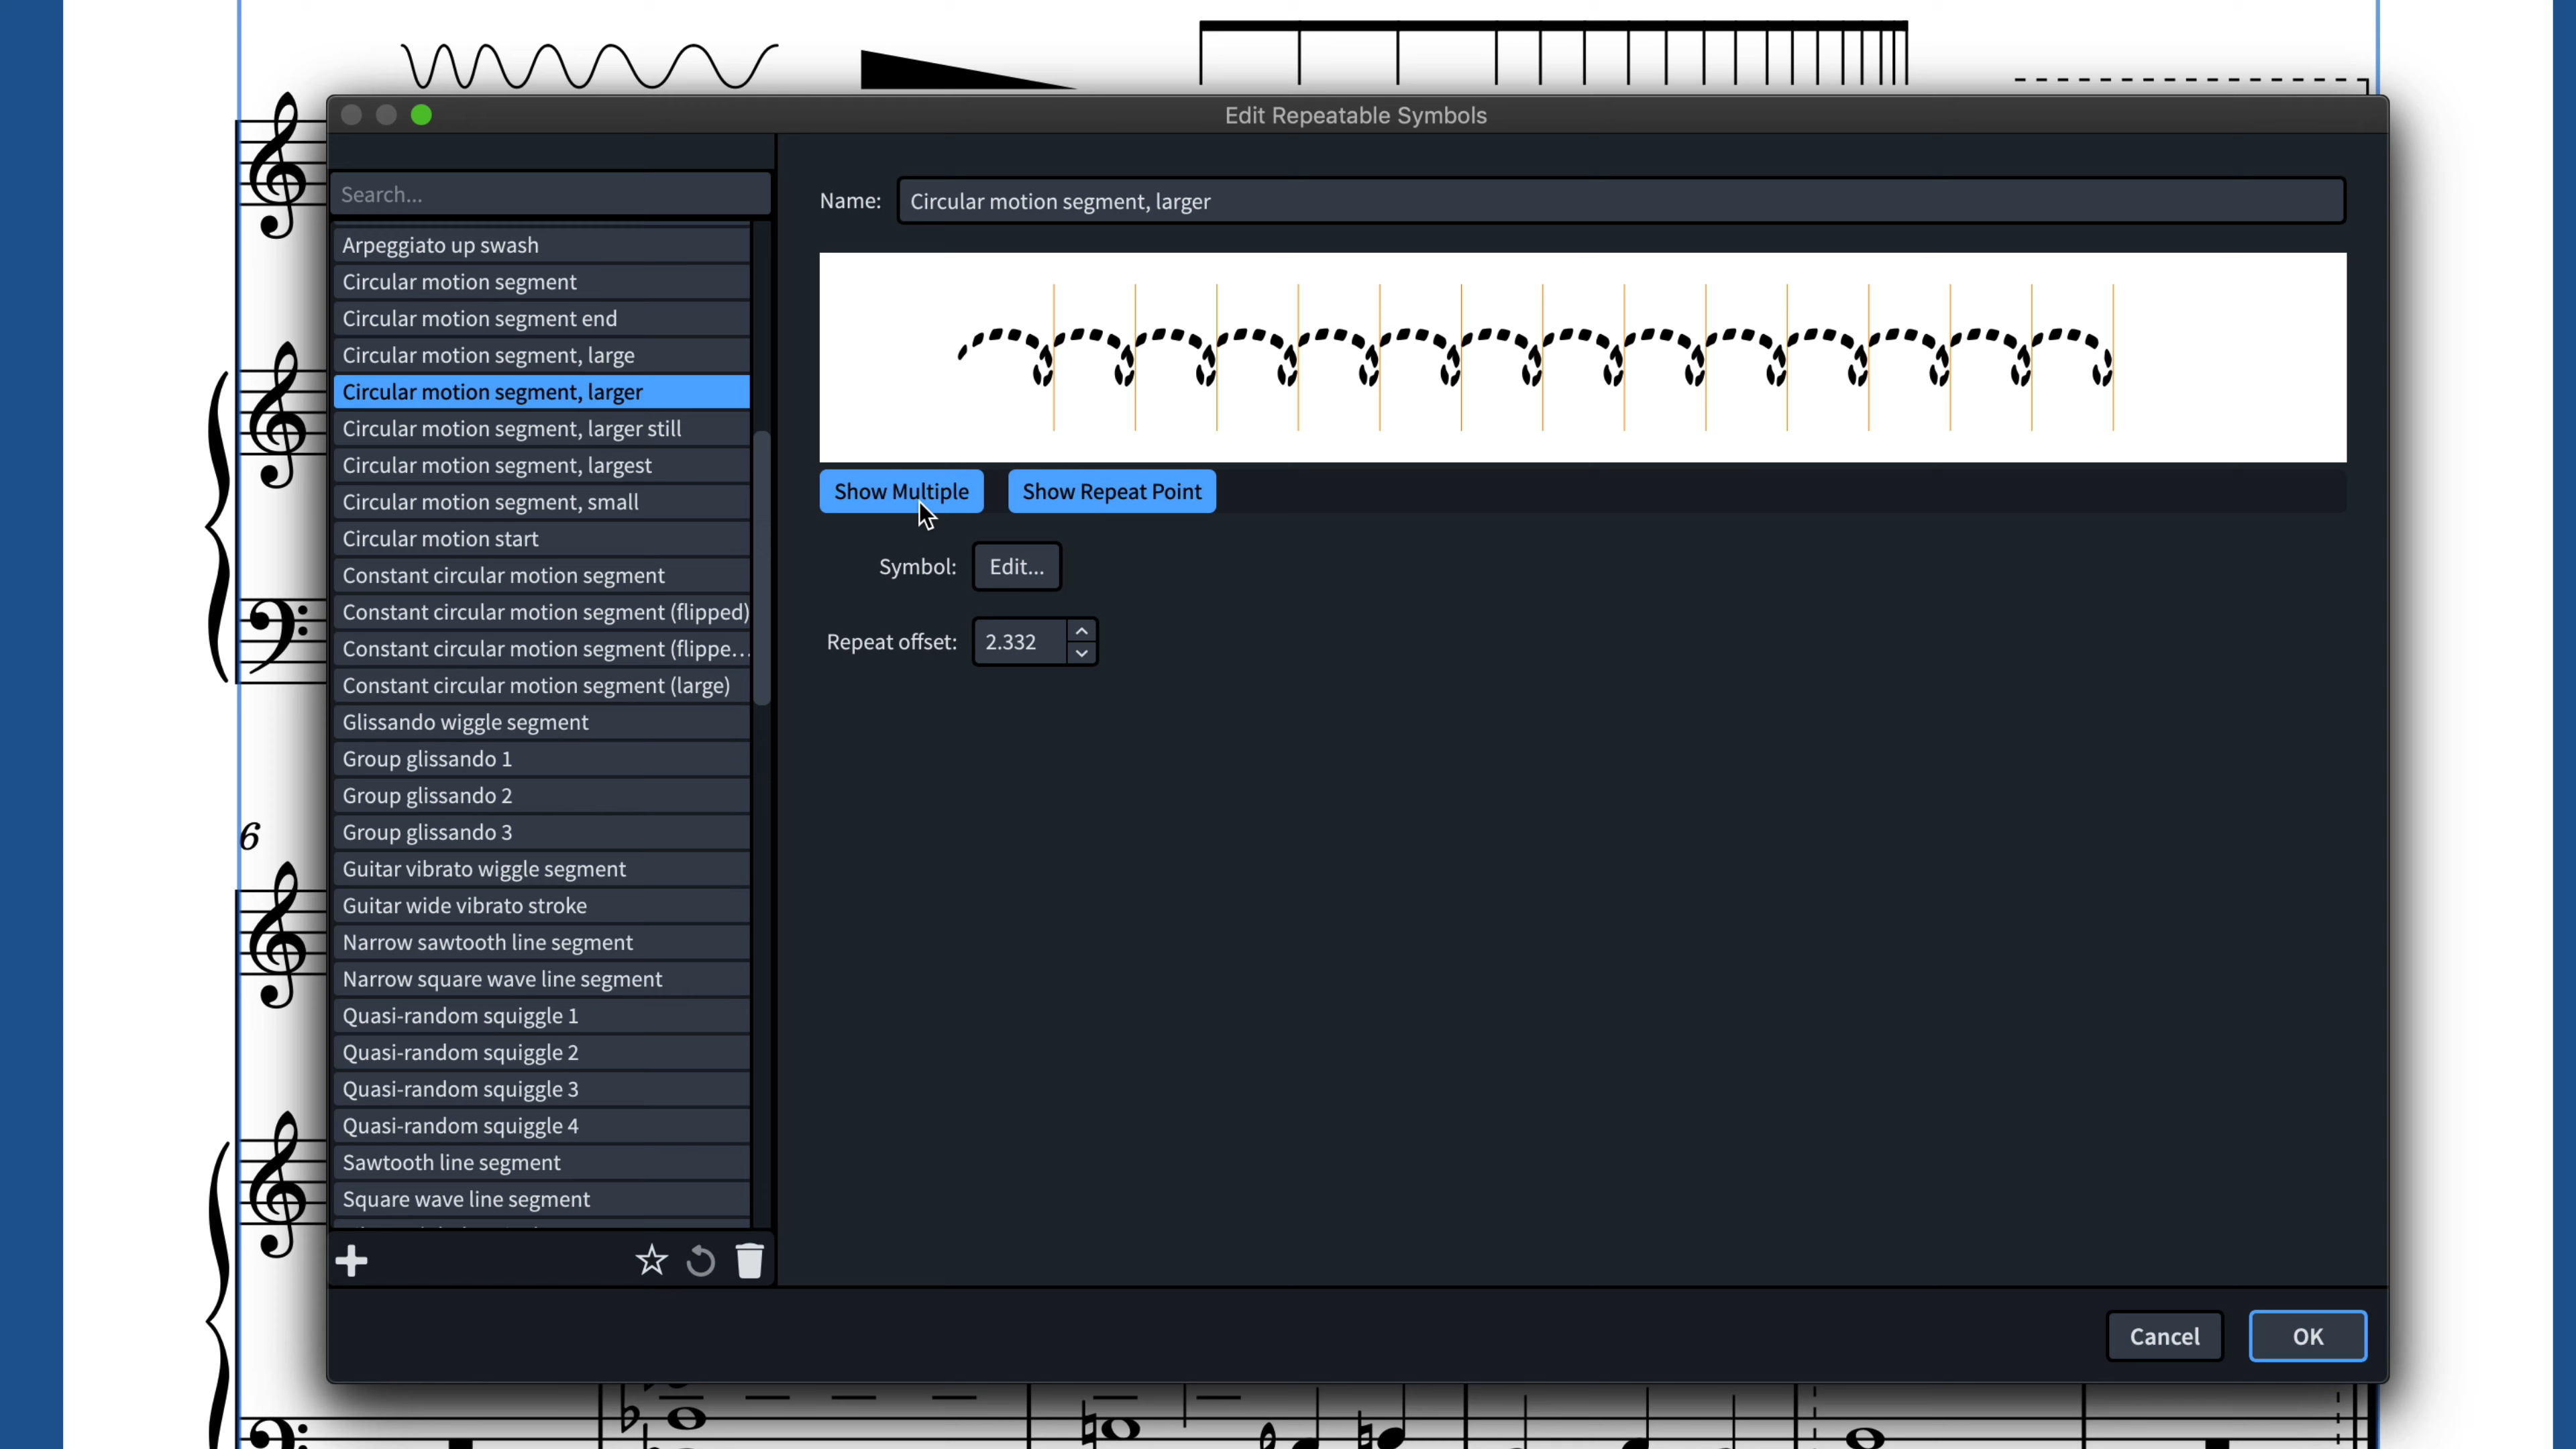 Edit Repeatable Symbols
Search...
Arpeggiato up swash
Circular motion segment
Circular motion segment end
Circular motion segment, large
Circular motion segment, larger
Circular motion segment, larger still
Circular motion segment, largest
Circular motion segment, small
Circular motion start
Constant circular motion segment
Constant circular motion segment (flipped)
Constant circular motion segment (flippe...
Constant circular motion segment (large)
Glissando wiggle segment
Group glissando 1
Group glissando 2
Group glissando 3
Guitar vibrato wiggle segment
Guitar wide vibrato stroke
Narrow sawtooth line segment
Narrow square wave line segment
Quasi-random squiggle 1
Quasi-random squiggle 2
Quasi-random squiggle 3
Quasi-random squiggle 4
Sawtooth line segment
Square wave line segment
Name: Circular motion segment, larger
Show Multiple Show Repeat Point
Symbol: Edit...
Repeat offset: 2.332
Cancel OK
6